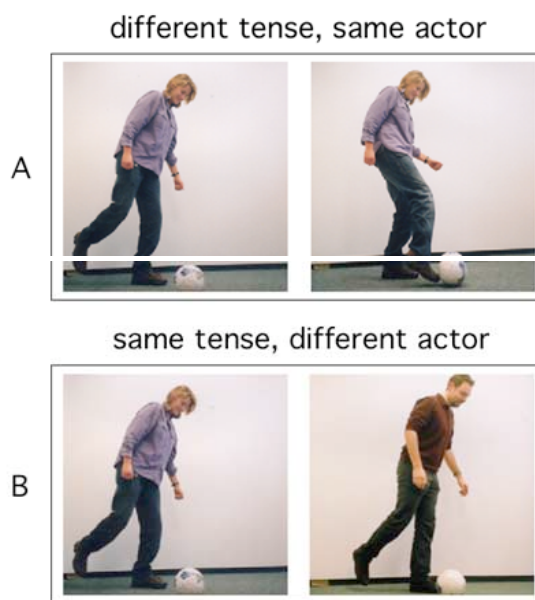 different tense, same actor
A
same tense, different actor
B